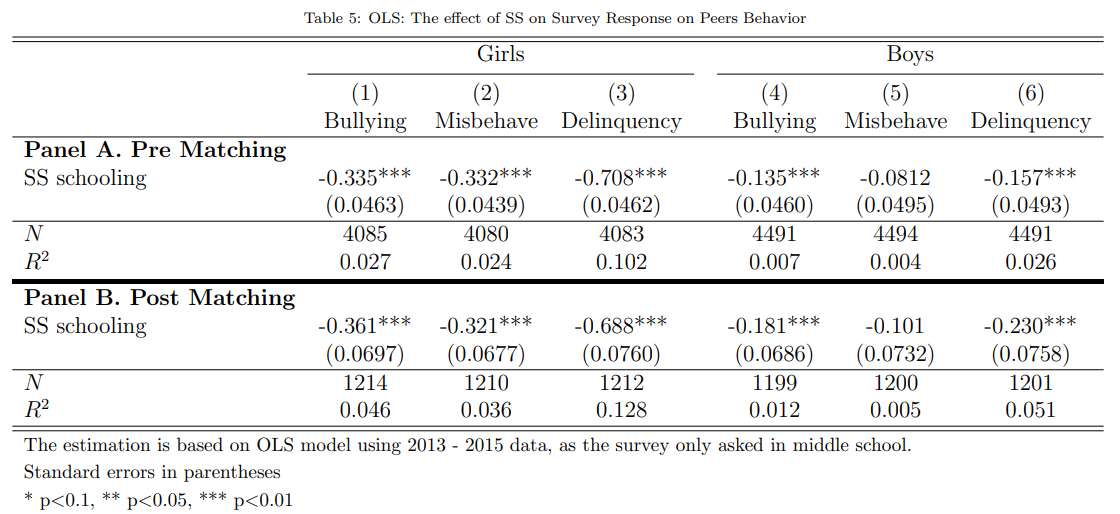 Table 5: OLS: The effect of SS on Survey Response on Peers Behavior
Girls Boys
(1) (2) (3) (4) (5) (6)
Bullying Misbehave Delinquency Bullying Misbehave Delinquency
Panel A. Pre Matching
SS schooling -0.335*** -0.332*** -0.708*** -0.135*** -0.0812 -0.157***
(0.0463) (0.0439) (0.0462) (0.0460) (0.0495) (0.0493)
N 4085 4080 4083 4491 4494 4491
R² 0.027 0.024 0.102 0.007 0.004 0.026
Panel B. Post Matching
SS schooling -0.361*** -0.321*** -0.688*** -0.181*** -0.101 -0.230***
(0.0697) (0.0677) (0.0760) (0.0686) (0.0732) (0.0758)
N 1214 1210 1212 1199 1200 1201
R² 0.046 0.036 0.128 0.012 0.005 0.051
The estimation is based on OLS model using 2013 - 2015 data, as the survey only asked in middle school.
Standard errors in parentheses
* p<0.1, ** p<0.05, *** p<0.01